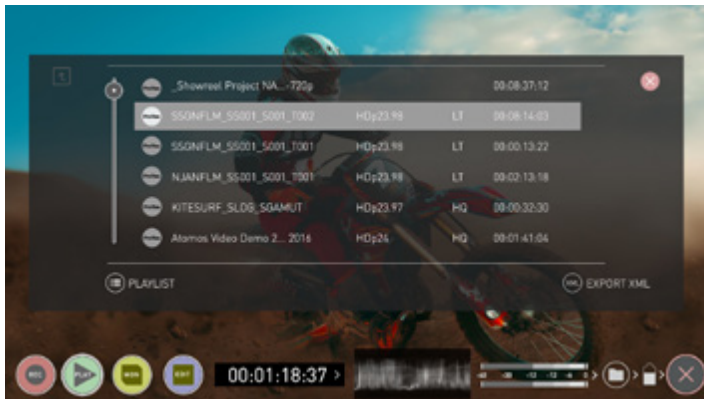 _Showreel Project NA...-720p 00:08:37:12
SSGNFLM_SS001_S001_T002 HDp23.98 LT 00:08:14:03
SSGNFLM_SS001_S001_T001 HDp23.98 LT 00:00:13:22
NJANFLM_SS001_S001_T001 HDp23.98 LT 00:02:13:18
KITESURF_SLOG_SGAMUT HDp23.97 HQ 00:00:32:30
Atomos Video Demo 2... 2016 HDp24 HQ 00:01:41:04
PLAYLIST XML EXPORT XML
REC PLAY MON EDIT 00:01:18:37